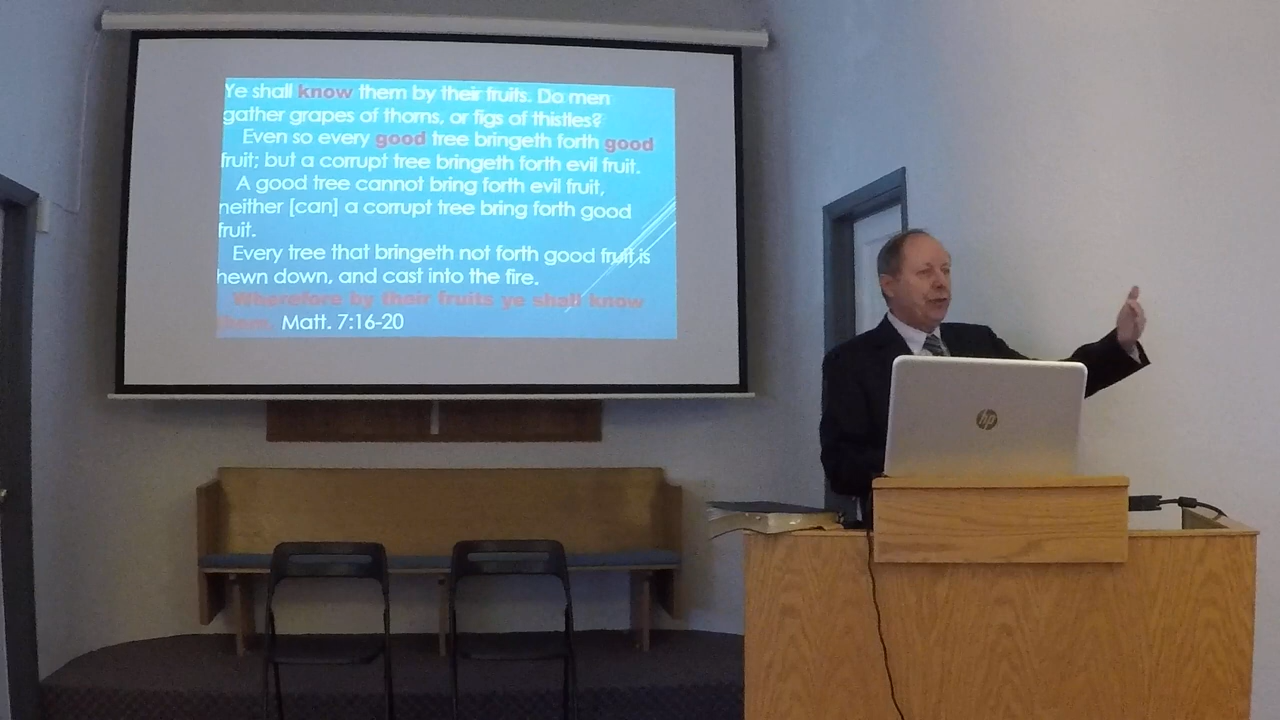 Ye shall know them by their fruits. Do men
gather grapes of thorns, or figs of thistles?
Even so every good tree bringeth forth good
fruit; but a corrupt tree bringeth forth evil fruit.
A good tree cannot bring forth evil fruit,
neither [can] a corrupt tree bring forth good
fruit.
Every tree that bringeth not forth good fruit is
hewn down, and cast into the fire.
Wherefore by their fruits ye shall know
them. Matt. 7:16-20
hp